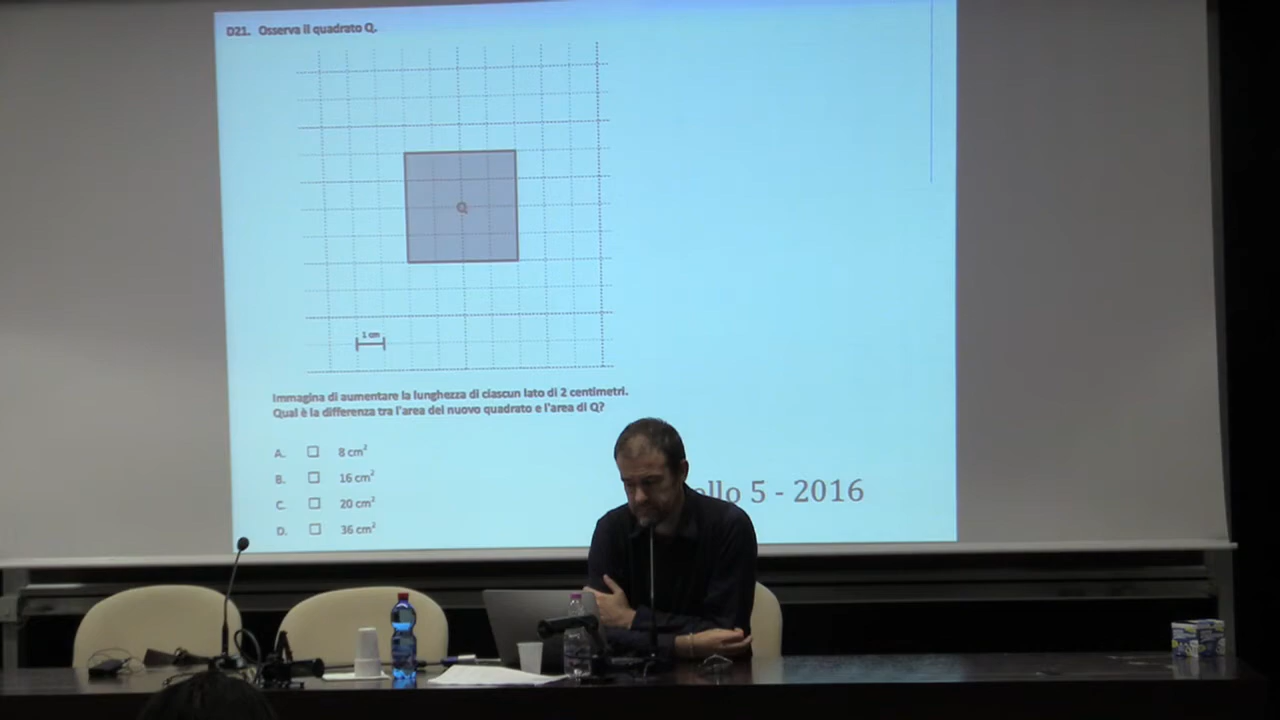 D21. Osserva il quadrato Q.
Q
1 cm
Immagina di aumentare la lunghezza di ciascun lato di 2 centimetri.
Qual è la differenza tra l'area del nuovo quadrato e l'area di Q?
A. 8 cm²
B. 16 cm²
C. 20 cm²
D. 36 cm²
5 - 2016